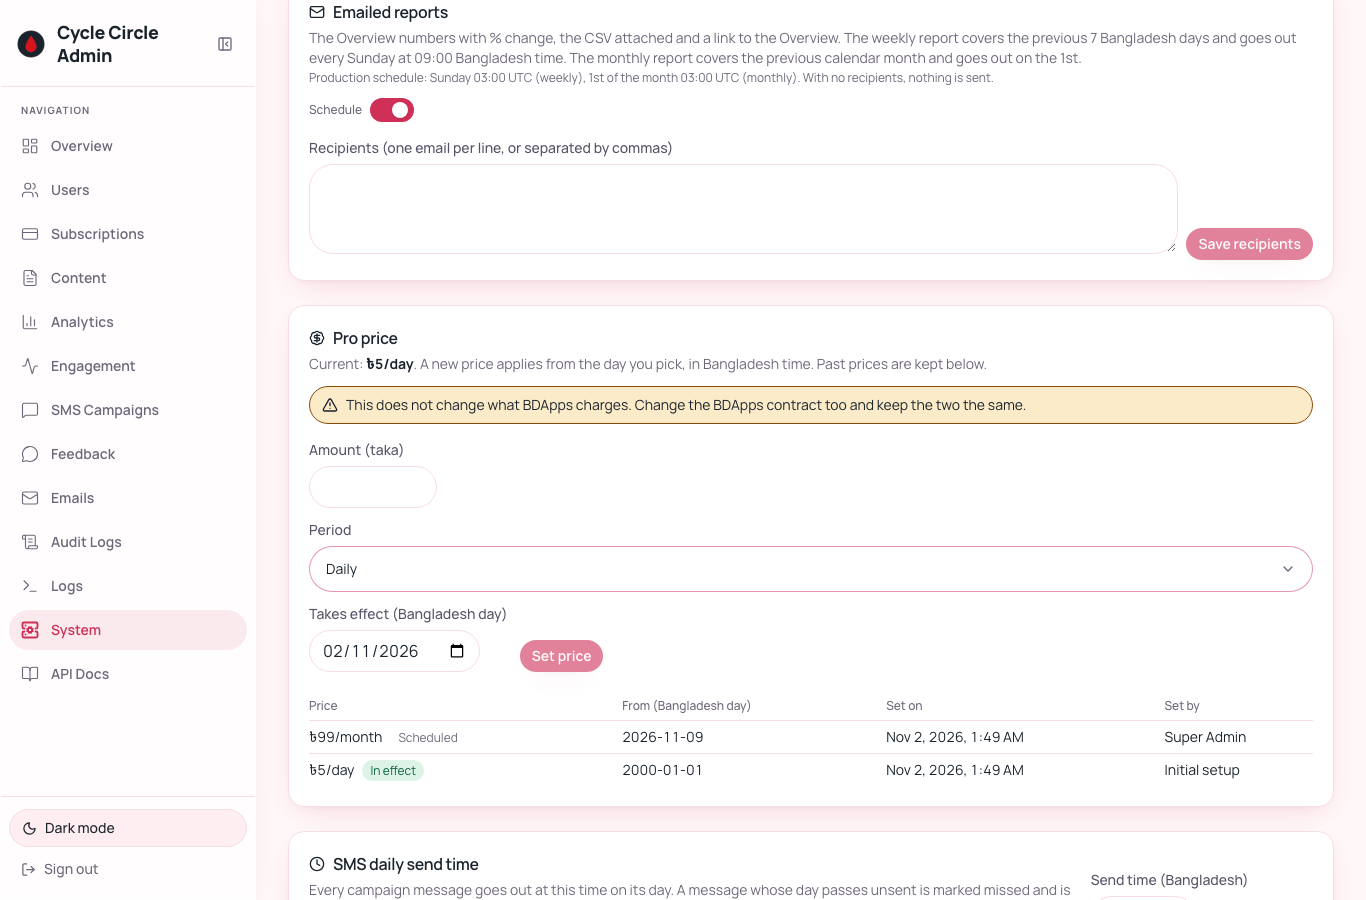 Cycle Circle
Admin
NAVIGATION
Overview
Users
Subscriptions
Content
Analytics
Engagement
SMS Campaigns
Feedback
Emails
Audit Logs
Logs
System
API Docs
Dark mode
Sign out
Emailed reports
The Overview numbers with % change, the CSV attached and a link to the Overview. The weekly report covers the previous 7 Bangladesh days and goes out
every Sunday at 09:00 Bangladesh time. The monthly report covers the previous calendar month and goes out on the 1st.
Production schedule: Sunday 03:00 UTC (weekly), 1st of the month 03:00 UTC (monthly). With no recipients, nothing is sent.
Schedule
Recipients (one email per line, or separated by commas)
Save recipients
Pro price
Current: ৳5/day. A new price applies from the day you pick, in Bangladesh time. Past prices are kept below.
This does not change what BDApps charges. Change the BDApps contract too and keep the two the same.
Amount (taka)
Period
Daily
Takes effect (Bangladesh day)
02/11/2026
Set price
Price From (Bangladesh day) Set on Set by
৳99/month Scheduled 2026-11-09 Nov 2, 2026, 1:49 AM Super Admin
৳5/day In effect 2000-01-01 Nov 2, 2026, 1:49 AM Initial setup
SMS daily send time
Every campaign message goes out at this time on its day. A message whose day passes unsent is marked missed and is
Send time (Bangladesh)